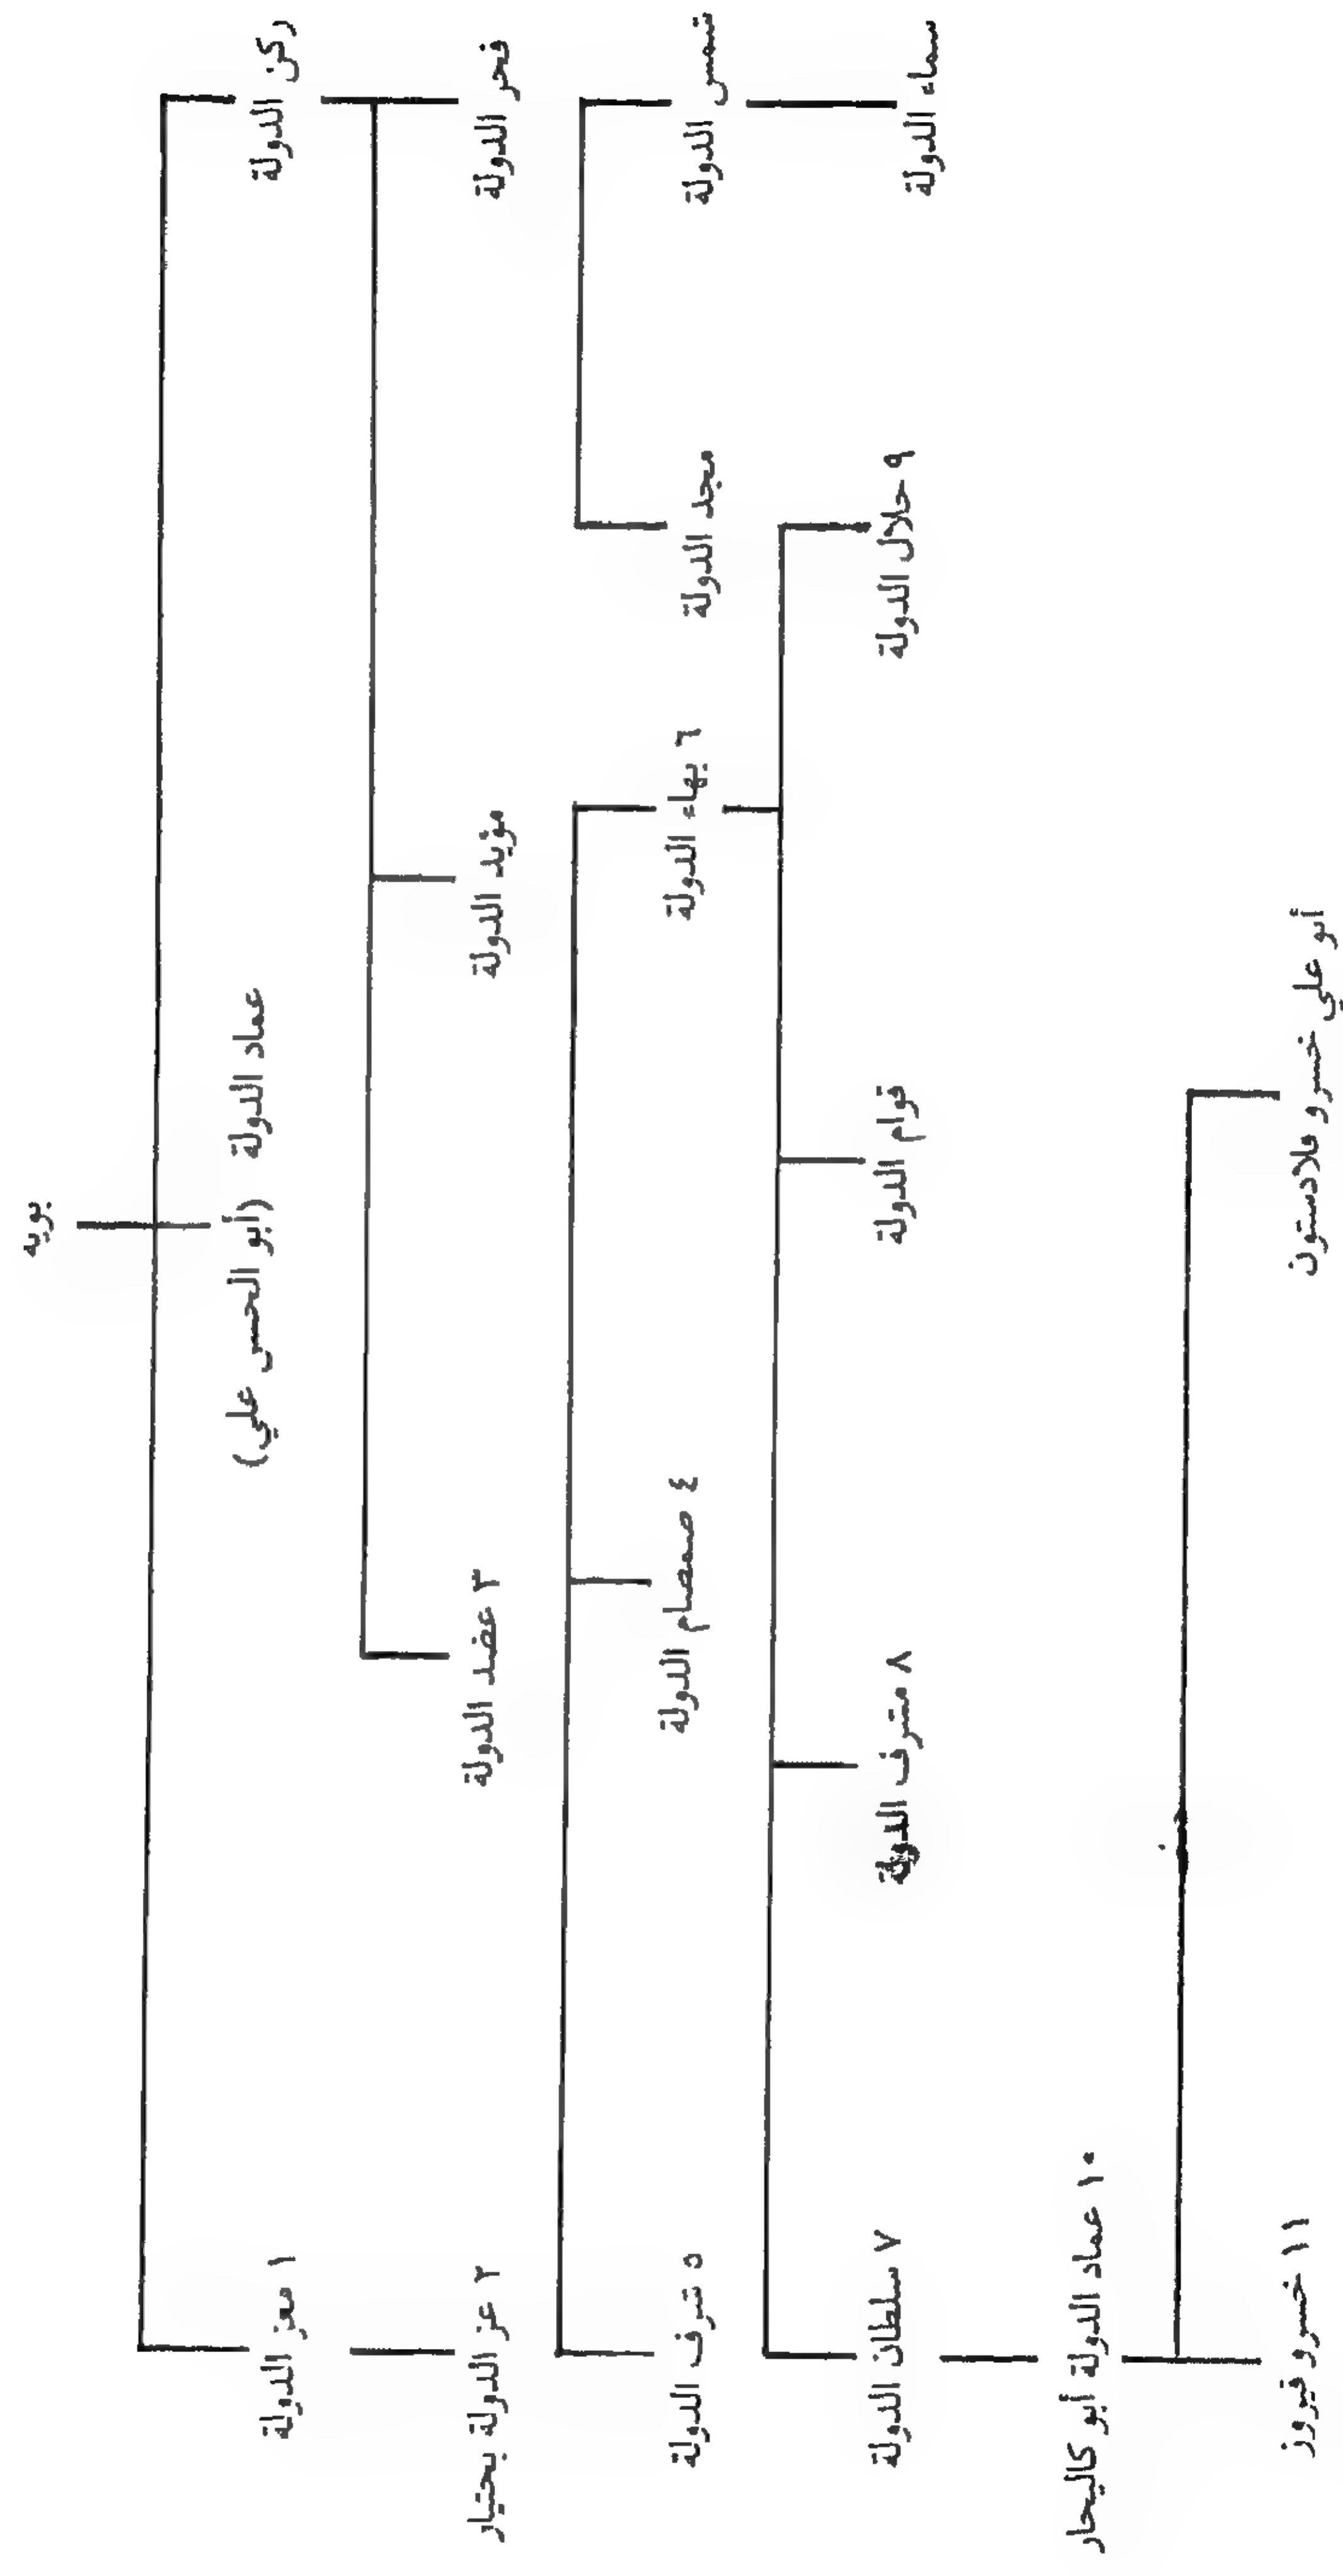 بويه
ركن الدولة
عماد الدولة (أبو الحسن علي)
١ معز الدولة
فخر الدولة
مؤيد الدولة
٣ عضد الدولة
٢ عز الدولة بختيار
شمس الدولة
مجد الدولة
٦ بهاء الدولة
٤ صمصام الدولة
٥ شرف الدولة
سماء الدولة
٩ جلال الدولة
قوام الدولة
٨ مشرف الدولة
٧ سلطان الدولة
١٠ عماد الدولة أبو كاليجار
أبو علي خسرو فلادستون
١١ خسرو فيروز